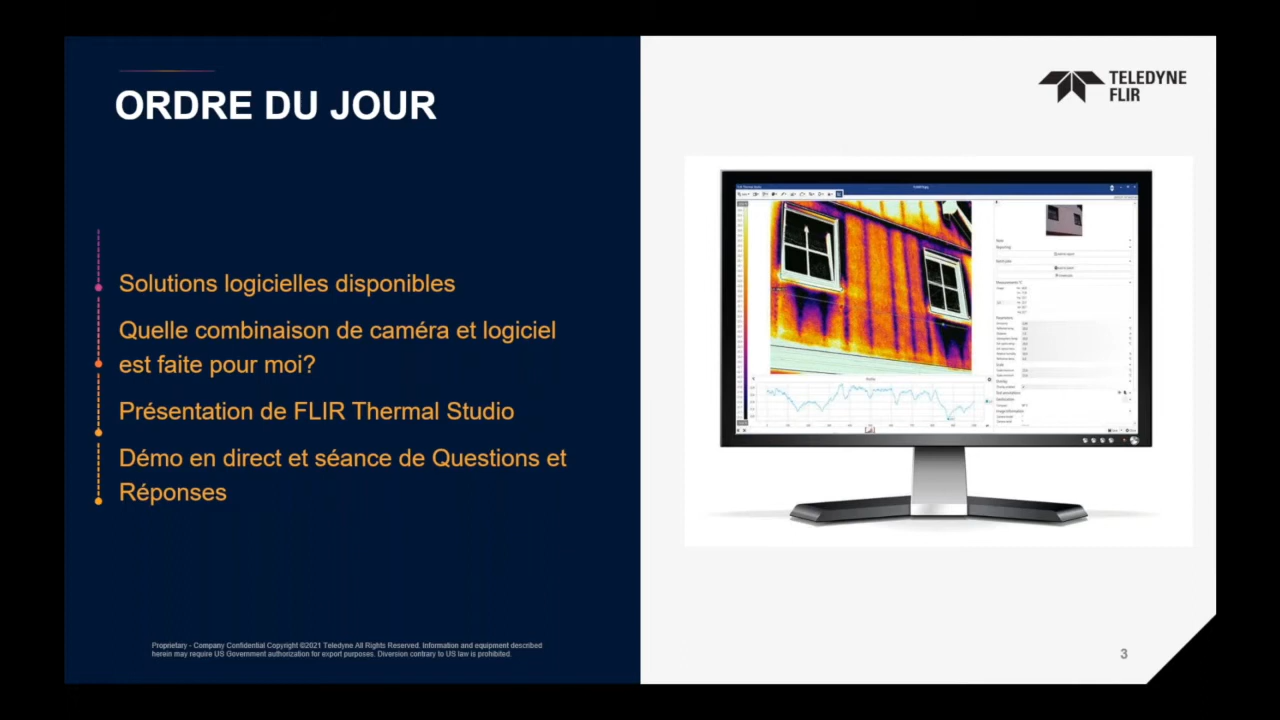 ORDRE DU JOUR
TELEDYNE
FLIR
Solutions logicielles disponibles
Quelle combinaison de caméra et logiciel
est faite pour moi?
Présentation de FLIR Thermal Studio
Démo en direct et séance de Questions et
Réponses
Proprietary - Company Confidential Copyright ©2021 Teledyne All Rights Reserved. Information and equipment described
herein may require US Government authorization for export purposes. Diversion contrary to US law is prohibited.
3